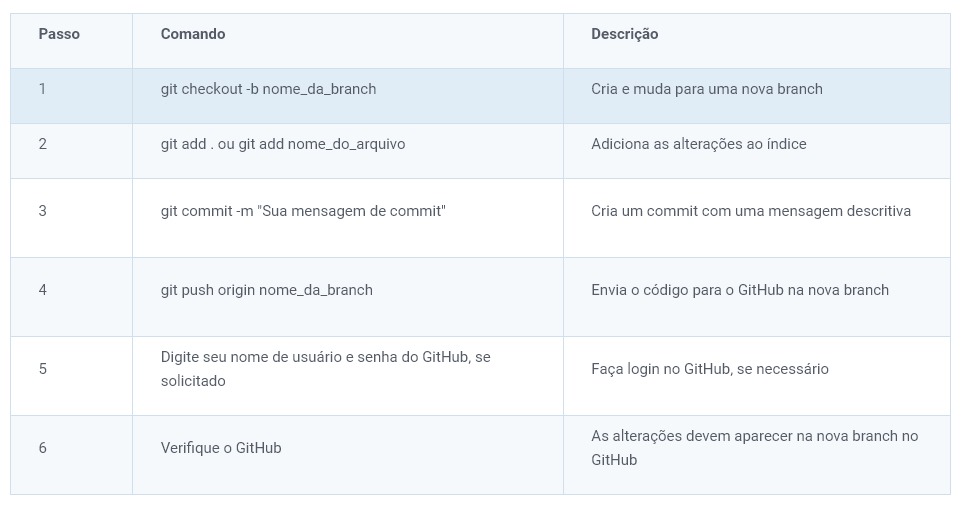 Passo Comando Descrição
1 git checkout -b nome_da_branch Cria e muda para uma nova branch
2 git add . ou git add nome_do_arquivo Adiciona as alterações ao índice
3 git commit -m "Sua mensagem de commit" Cria um commit com uma mensagem descritiva
4 git push origin nome_da_branch Envia o código para o GitHub na nova branch
5 Digite seu nome de usuário e senha do GitHub, se
solicitado Faça login no GitHub, se necessário
6 Verifique o GitHub As alterações devem aparecer na nova branch no
GitHub